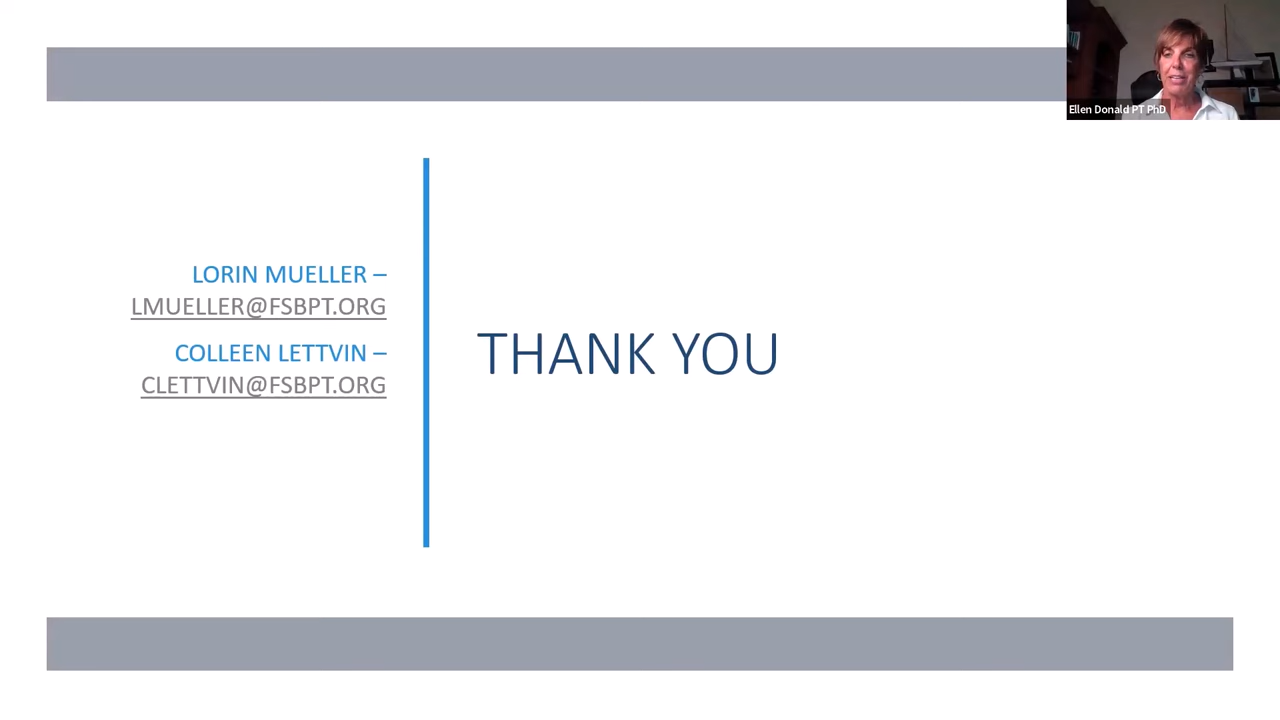 Ellen Donald PT PhD
LORIN MUELLER –
LMUELLER@FSBPT.ORG
COLLEEN LETTVIN –
CLETTVIN@FSBPT.ORG
THANK YOU